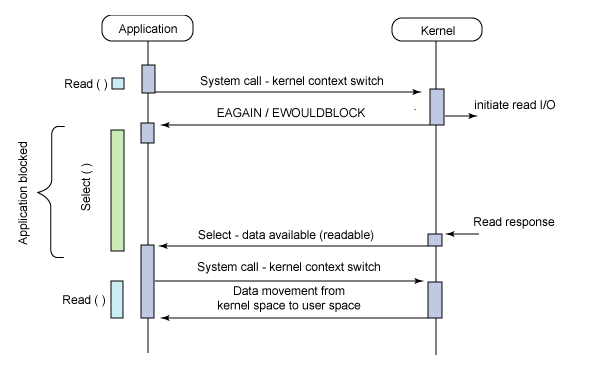 Application
Kernel
Read ( )
System call - kernel context switch
initiate read I/O
EAGAIN / EWOULDBLOCK
Application blocked
Select ( )
Read response
Select - data available (readable)
System call - kernel context switch
Read ( )
Data movement from
kernel space to user space